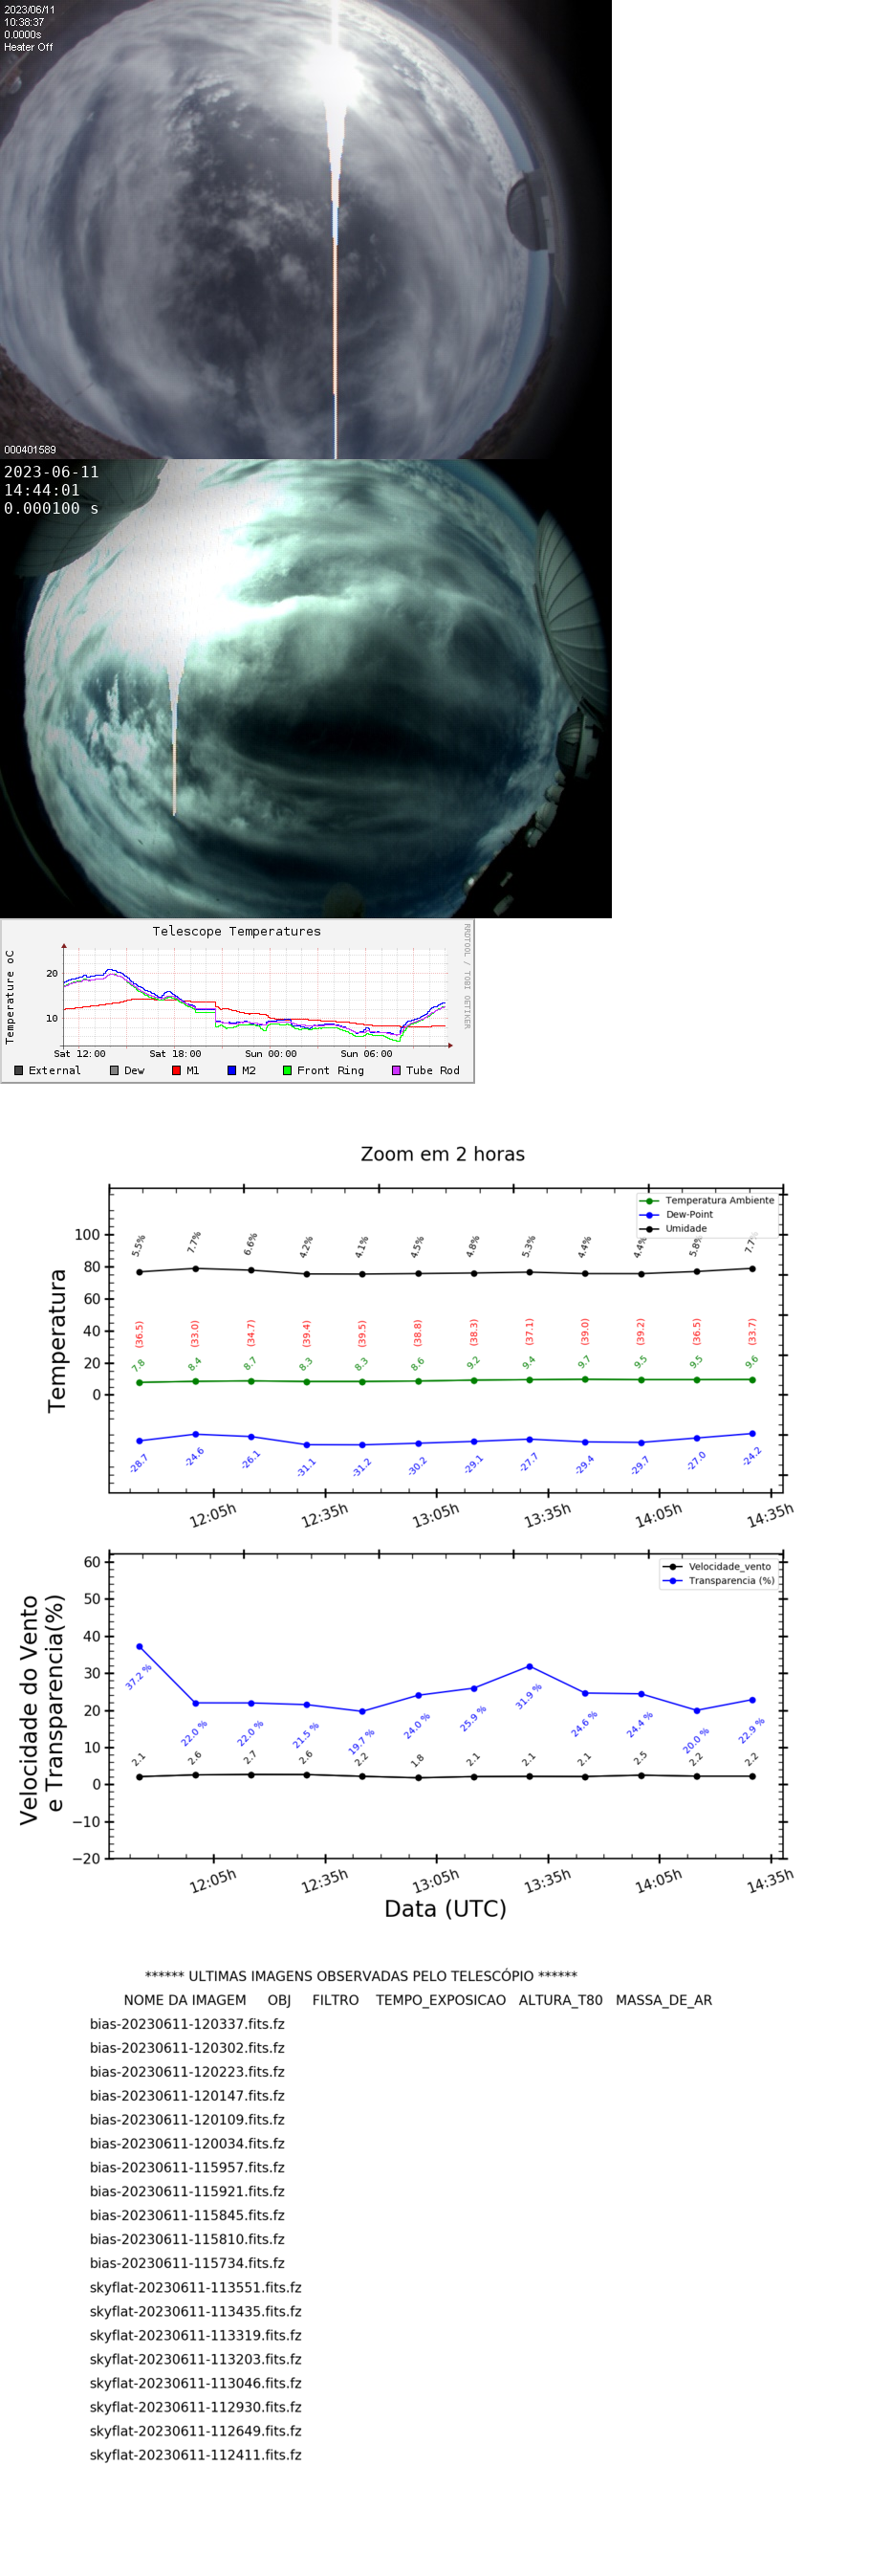 2023/06/11
10:38:37
0.0000s
Heater Off
000401589
2023-06-11
14:44:01
0.000100 s
Telescope Temperatures
RRDTOOL / TOBI OETIKER
Temperature oC
20
10
Sat 12:00 Sat 18:00 Sun 00:00 Sun 06:00
External Dew M1 M2 Front Ring Tube Rod
Zoom em 2 horas
Temperatura Ambiente
Dew-Point
Umidade
Temperatura
100
80
60
40
20
0
5.5% 7.7% 6.6% 4.2% 4.1% 4.5% 4.8% 5.3% 4.4% 4.4% 5.8% 7.7%
(36.5) (33.0) (34.7) (39.4) (39.5) (38.8) (38.3) (37.1) (39.0) (39.2) (36.5) (33.7)
7.8 8.4 8.7 8.3 8.3 8.6 9.2 9.4 9.7 9.5 9.5 9.6
-28.7 -24.6 -26.1 -31.1 -31.2 -30.2 -29.1 -27.7 -29.4 -29.7 -27.0 -24.2
12:05h 12:35h 13:05h 13:35h 14:05h 14:35h
Velocidade_vento
Transparencia (%)
Velocidade do Vento
e Transparencia(%)
60
50
40
30
20
10
0
−10
−20
37.2 % 22.0 % 22.0 % 21.5 % 19.7 % 24.0 % 25.9 % 31.9 % 24.6 % 24.4 % 20.0 % 22.9 %
2.1 2.6 2.7 2.6 2.2 1.8 2.1 2.1 2.1 2.5 2.2 2.2
12:05h 12:35h 13:05h 13:35h 14:05h 14:35h
Data (UTC)
****** ULTIMAS IMAGENS OBSERVADAS PELO TELESCÓPIO ******
NOME DA IMAGEM OBJ FILTRO TEMPO_EXPOSICAO ALTURA_T80 MASSA_DE_AR
bias-20230611-120337.fits.fz
bias-20230611-120302.fits.fz
bias-20230611-120223.fits.fz
bias-20230611-120147.fits.fz
bias-20230611-120109.fits.fz
bias-20230611-120034.fits.fz
bias-20230611-115957.fits.fz
bias-20230611-115921.fits.fz
bias-20230611-115845.fits.fz
bias-20230611-115810.fits.fz
bias-20230611-115734.fits.fz
skyflat-20230611-113551.fits.fz
skyflat-20230611-113435.fits.fz
skyflat-20230611-113319.fits.fz
skyflat-20230611-113203.fits.fz
skyflat-20230611-113046.fits.fz
skyflat-20230611-112930.fits.fz
skyflat-20230611-112649.fits.fz
skyflat-20230611-112411.fits.fz